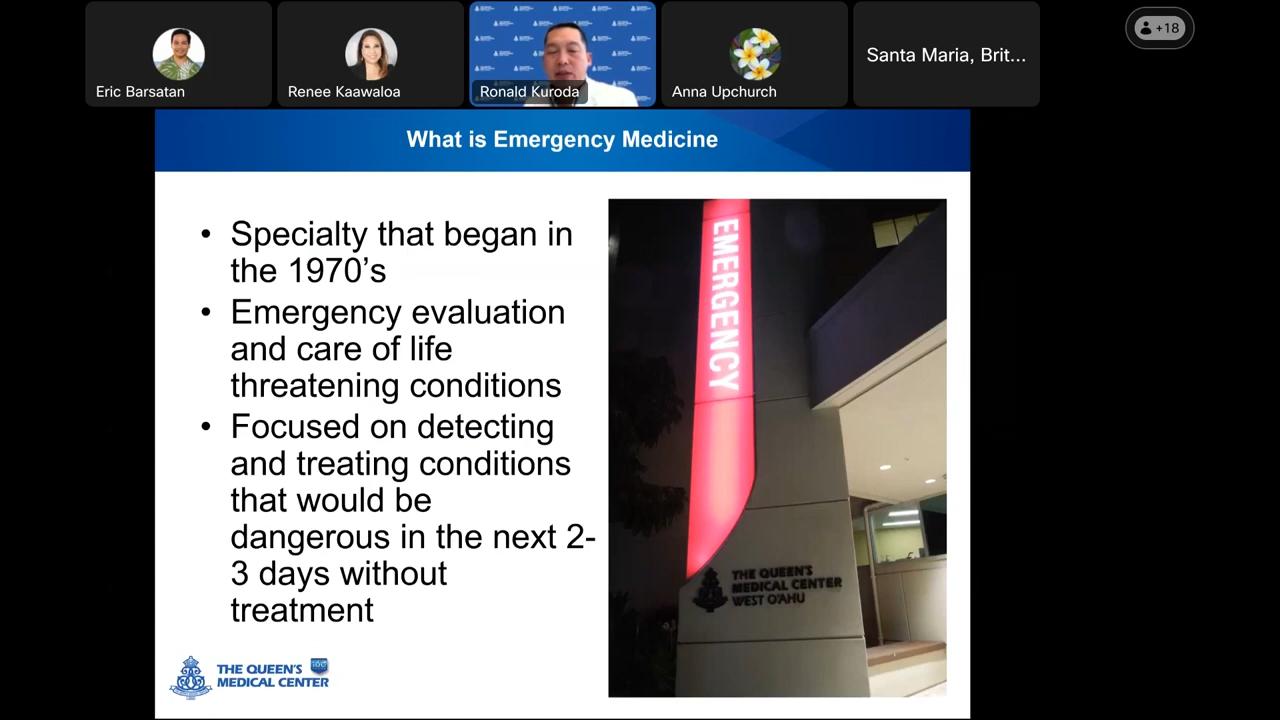 Eric Barsatan
Renee Kaawaloa
Ronald Kuroda
Anna Upchurch
Santa Maria, Brit...
+18
What is Emergency Medicine
• Specialty that began in
the 1970’s
• Emergency evaluation
and care of life
threatening conditions
• Focused on detecting
and treating conditions
that would be
dangerous in the next 2-
3 days without
treatment
EMERGENCY
THE QUEEN'S
MEDICAL CENTER
WEST O'AHU
THE QUEEN'S
MEDICAL CENTER